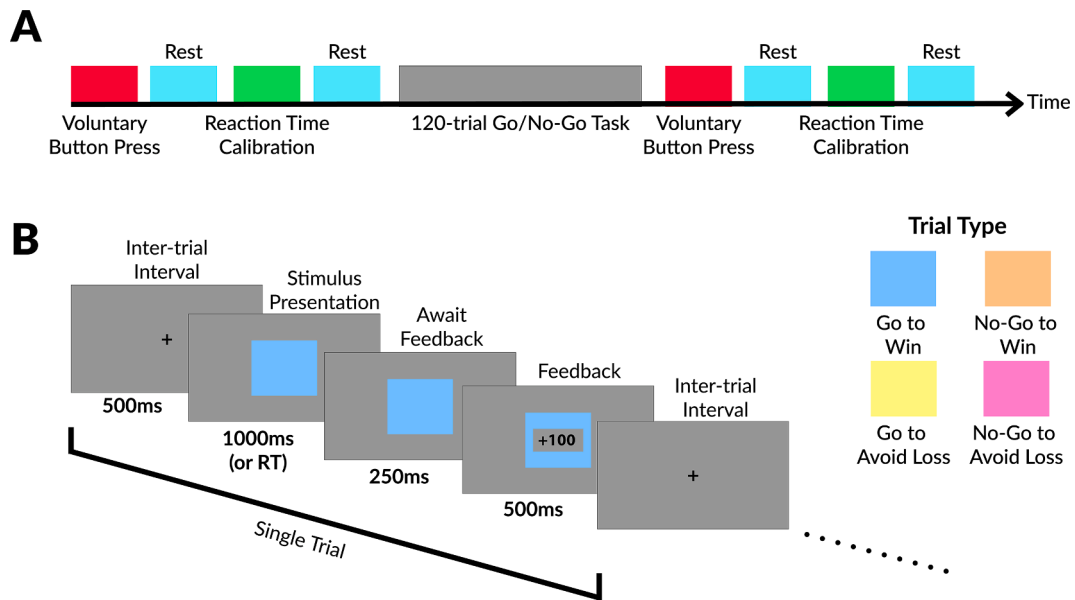 A
Rest
Rest
Rest
Rest
Time
Voluntary
Button Press
Reaction Time
Calibration
120-trial Go/No-Go Task
Voluntary
Button Press
Reaction Time
Calibration
B
Inter-trial
Interval
+
500ms
Stimulus
Presentation
1000ms
(or RT)
Await
Feedback
250ms
Feedback
+100
500ms
Inter-trial
Interval
+
Single Trial
Trial Type
Go to
Win
No-Go to
Win
Go to
Avoid Loss
No-Go to
Avoid Loss